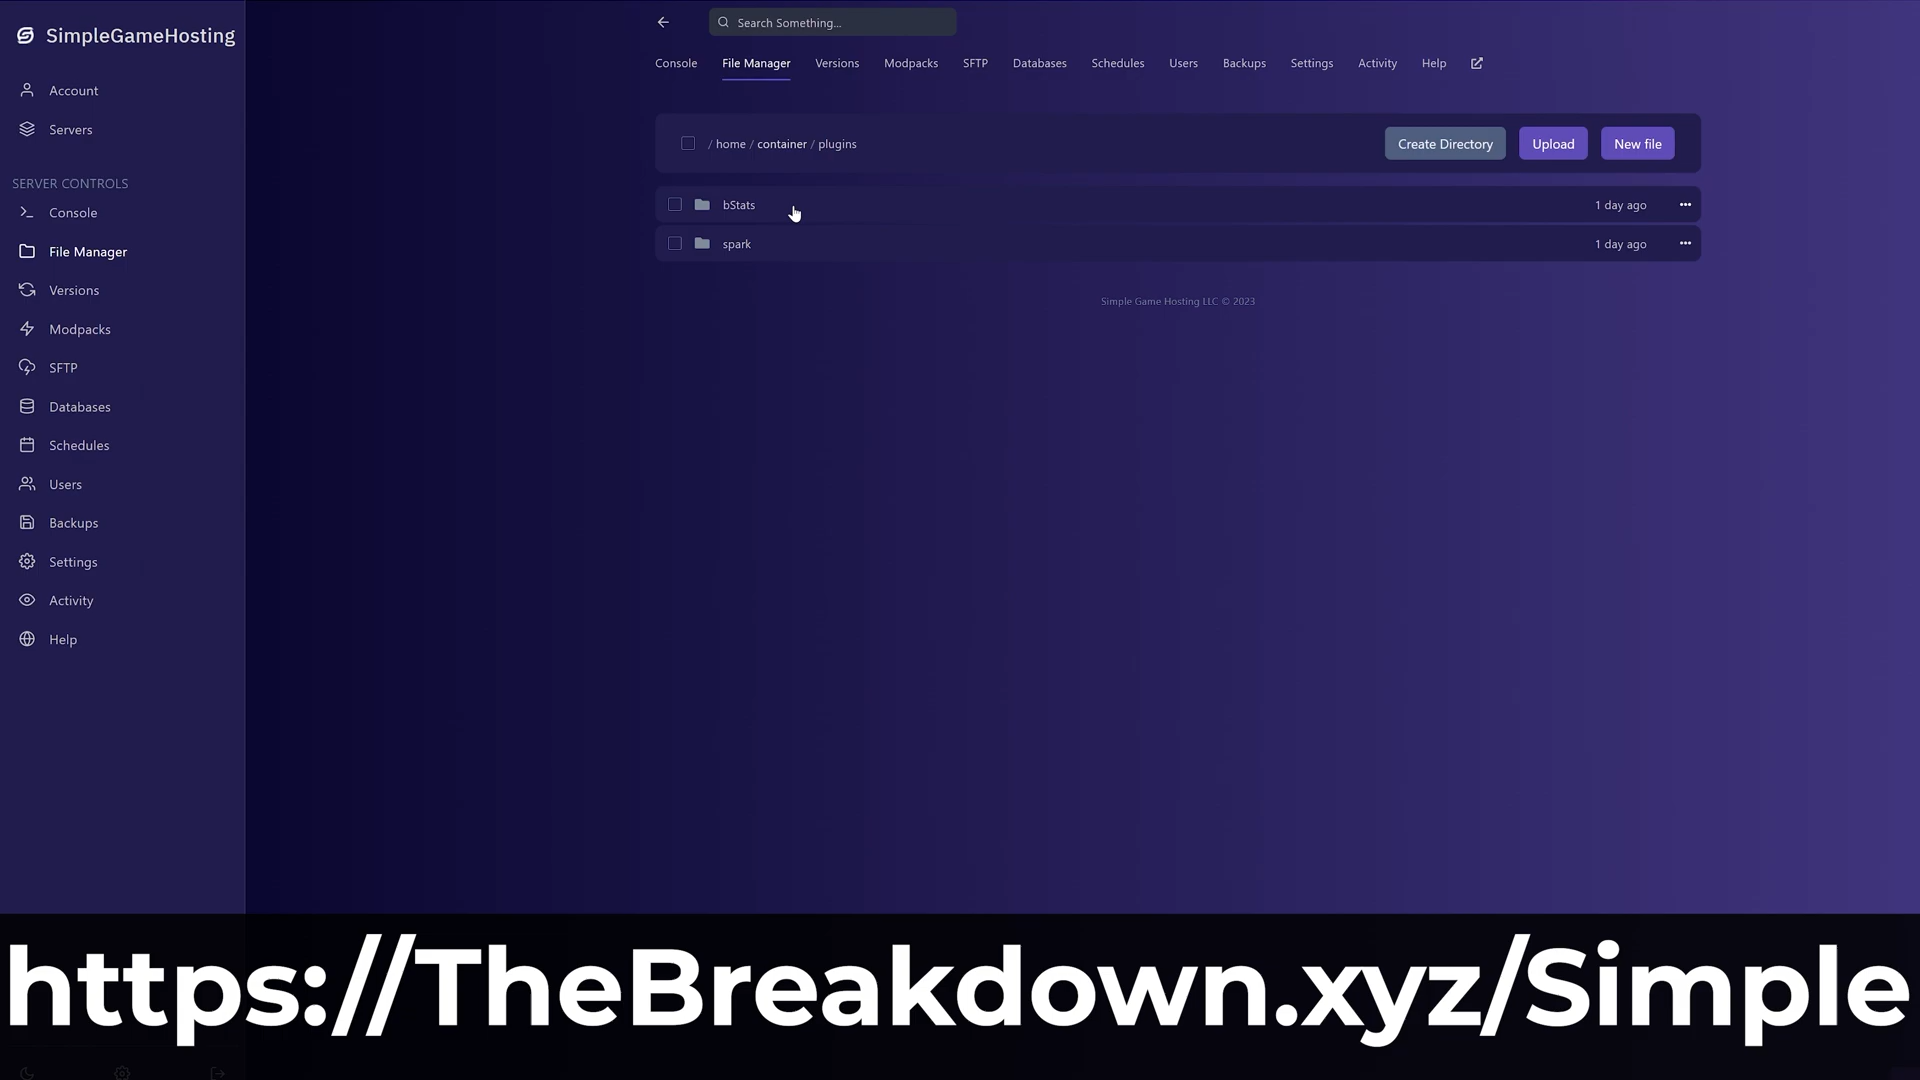 SimpleGameHosting
Account
Servers
SERVER CONTROLS
Console
File Manager
Versions
Modpacks
SFTP
Databases
Schedules
Users
Backups
Settings
Activity
Help
Search Something...
Console File Manager Versions Modpacks SFTP Databases Schedules Users Backups Settings Activity Help
/ home / container / plugins Create Directory Upload New file
bStats 1 day ago
spark 1 day ago
Simple Game Hosting LLC © 2023
https://TheBreakdown.xyz/Simple